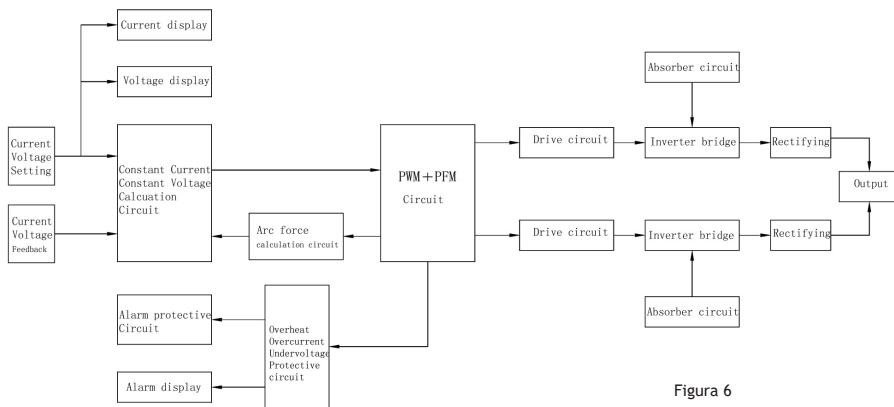 Current display
Voltage display
Current
Voltage
Setting
Current
Voltage
Feedback
Constant Current
Constant Voltage
Calcuation
Circuit
Arc force
calculation circuit
PWM+PFM
Circuit
Absorber circuit
Drive circuit
Inverter bridge
Rectifying
Output
Drive circuit
Inverter bridge
Rectifying
Absorber circuit
Alarm protective
Circuit
Alarm display
Overheat
Overcurrent
Undervoltage
Protective
circuit
Figura 6